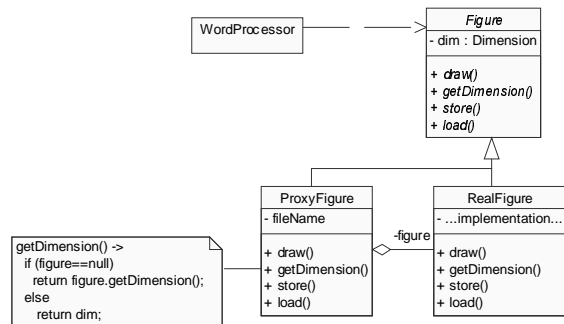 WordProcessor
Figure
- dim : Dimension
+ draw()
+ getDimension()
+ store()
+ load()
ProxyFigure
- fileName
+ draw()
+ getDimension()
+ store()
+ load()
-figure
RealFigure
- ...implementation...
+ draw()
+ getDimension()
+ store()
+ load()
getDimension() ->
if (figure==null)
return figure.getDimension();
else
return dim;